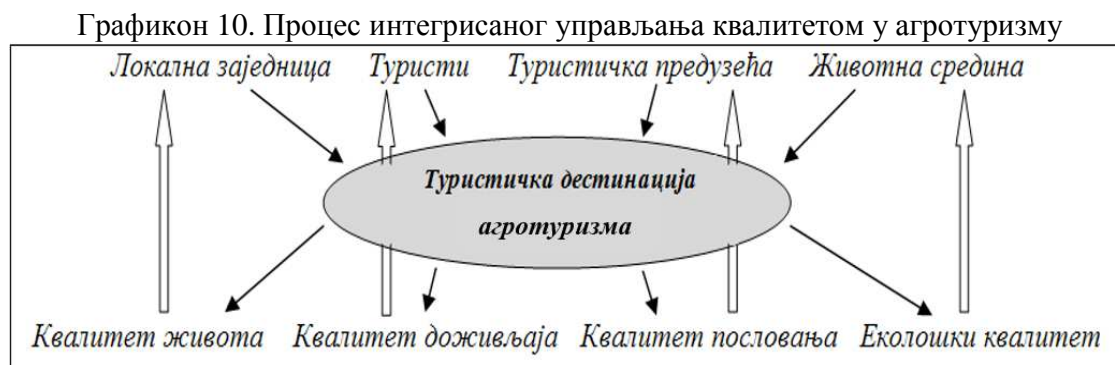 Графикон 10. Процес интегрисаног управљања квалитетом у агротуризму
Локална заједница Туристи Туристичка предузећа Животна средина
Туристичка дестинација
агротуризма
Квалитет живота Квалитет доживљаја Квалитет пословања Еколошки квалитет